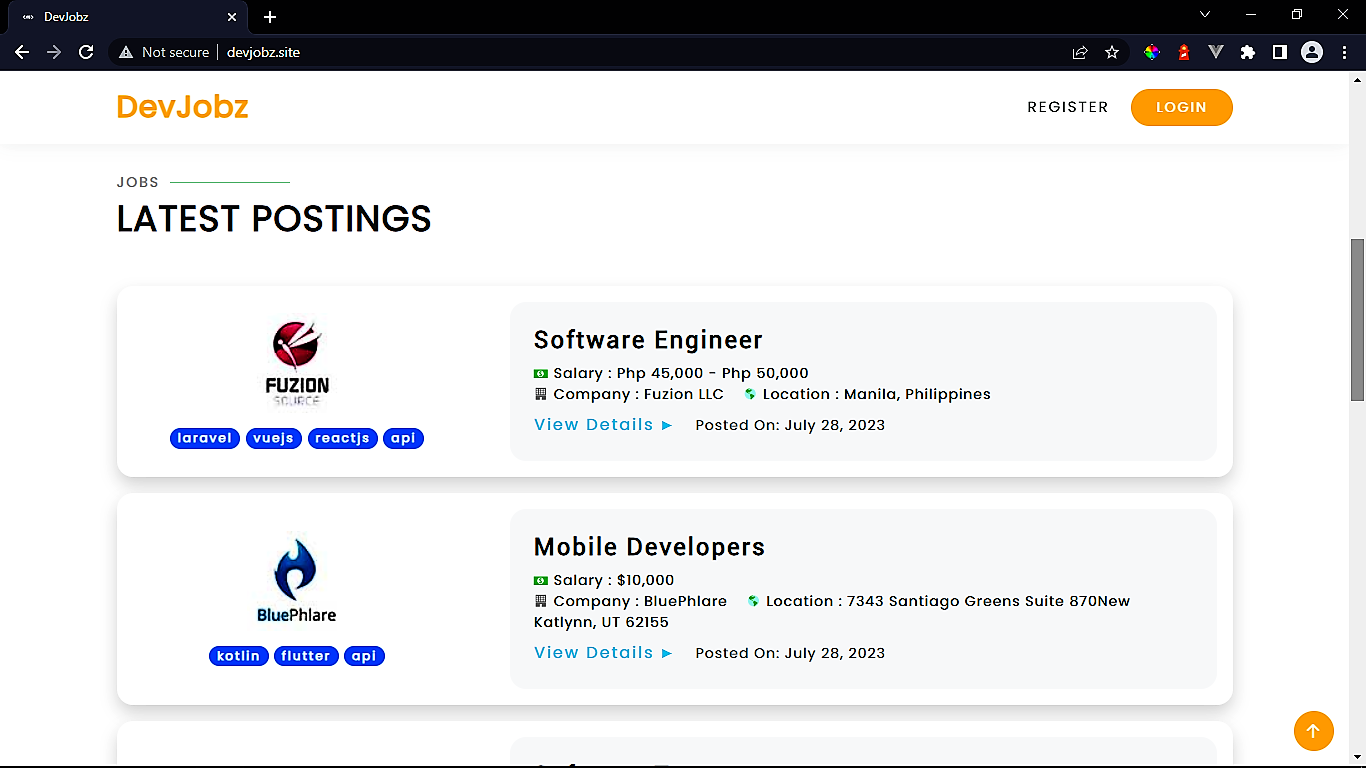 DevJobz
Not secure devjobz.site
DevJobz REGISTER LOGIN
JOBS
LATEST POSTINGS
FUZION
SOURCE
laravel vuejs reactjs api
Software Engineer
Salary : Php 45,000 - Php 50,000
Company : Fuzion LLC Location : Manila, Philippines
View Details ► Posted On: July 28, 2023
BluePhlare
kotlin flutter api
Mobile Developers
Salary : $10,000
Company : BluePhlare Location : 7343 Santiago Greens Suite 870New
Katlynn, UT 62155
View Details ► Posted On: July 28, 2023